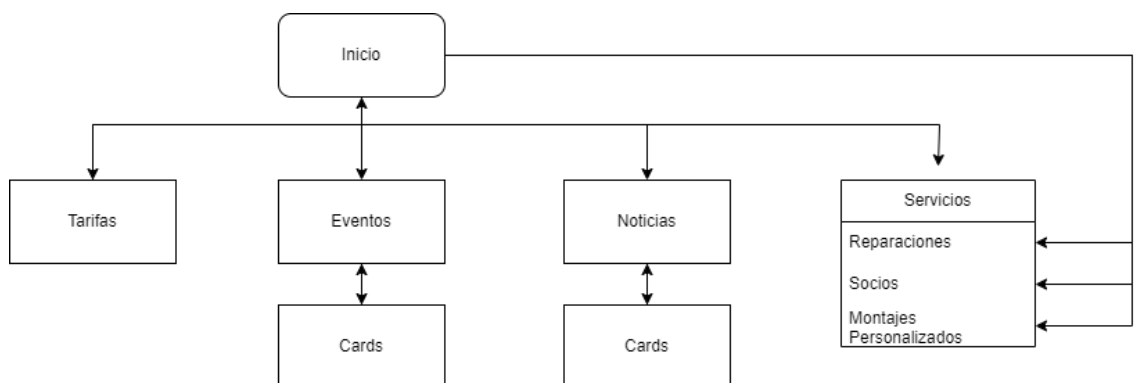 Inicio
Tarifas
Eventos
Noticias
Servicios
Reparaciones
Socios
Montajes
Personalizados
Cards
Cards